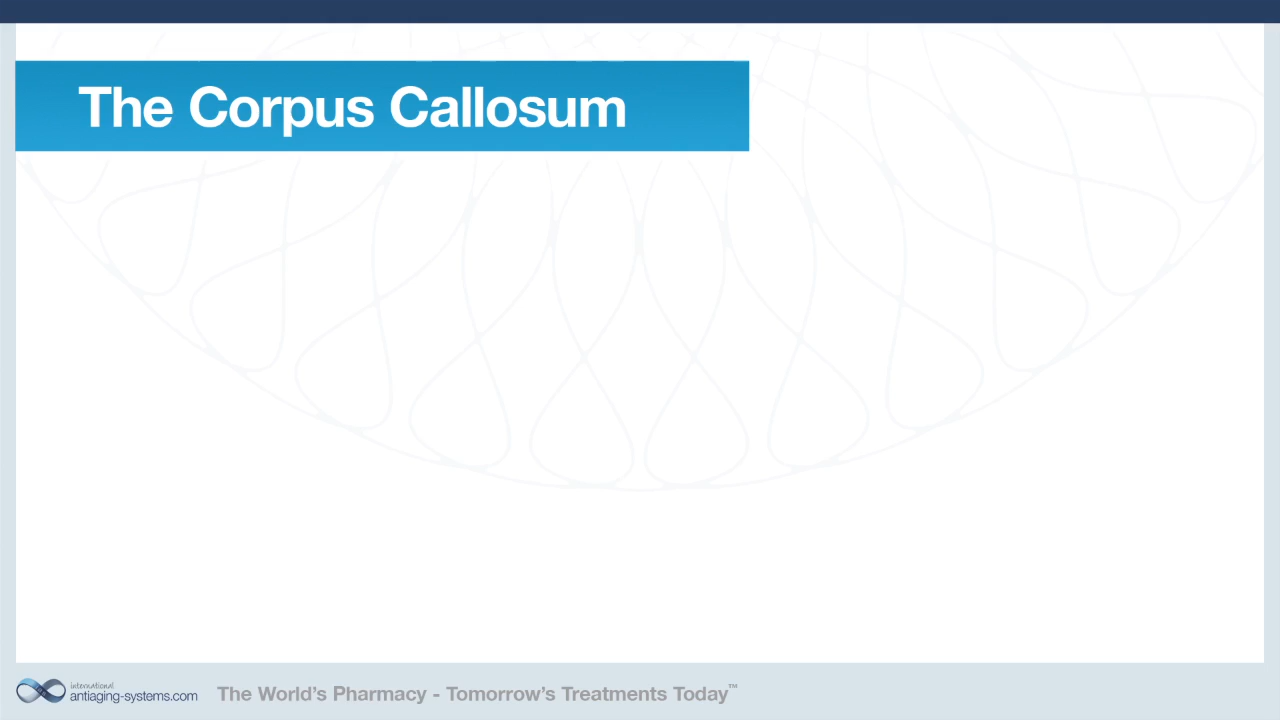 The Corpus Callosum
international
antiaging-systems.com
The World's Pharmacy - Tomorrow's Treatments Today™